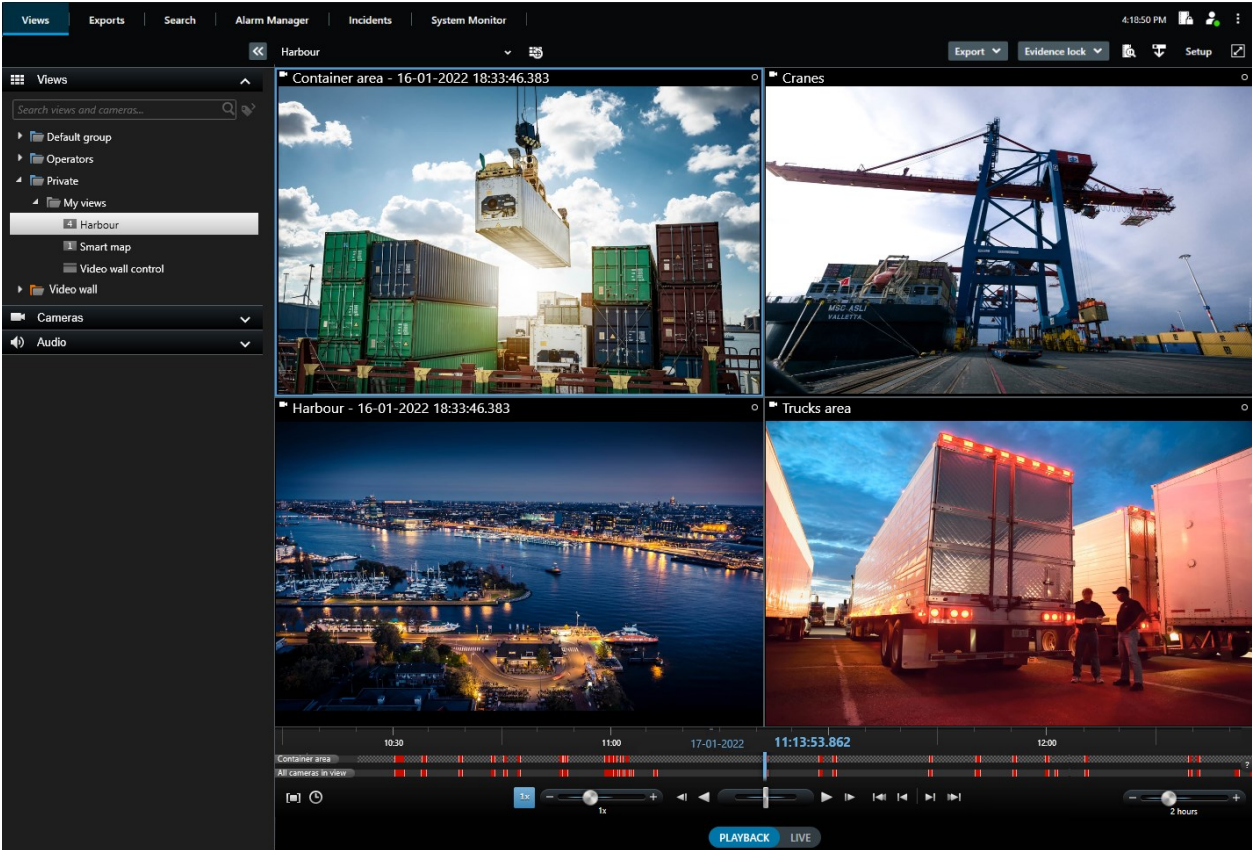 Views Exports Search Alarm Manager Incidents System Monitor 4:18:50 PM
Harbour Export Evidence lock Setup
Views
Search views and cameras...
Default group
Operators
Private
My views
4 Harbour
1 Smart map
Video wall control
Video wall
Cameras
Audio
Container area - 16-01-2022 18:33:46.383
Cranes
MSC ASLI
VALLETTA
Harbour - 16-01-2022 18:33:46.383
Trucks area
10:30 11:00 17-01-2022 11:13:53.862 12:00
Container area
?
All cameras in view
1x
1x
2 hours
PLAYBACK LIVE